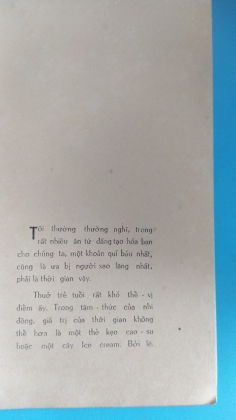 Tôi thường thường nghĩ, trong
rất nhiều ân tứ đấng tạo hóa ban
cho chúng ta, một khoản quí báu nhất,
cũng là ưa bị người xao lãng nhất,
phải là thời gian vậy.
Thuở trẻ tuổi rất khó thể-vị
điểm ấy. Trong tâm-thức của nhi
đồng, giá trị của thời gian không
thể hơn là một thẻ kẹo cao-su
hoặc một cây Ice cream. Bởi lẽ,